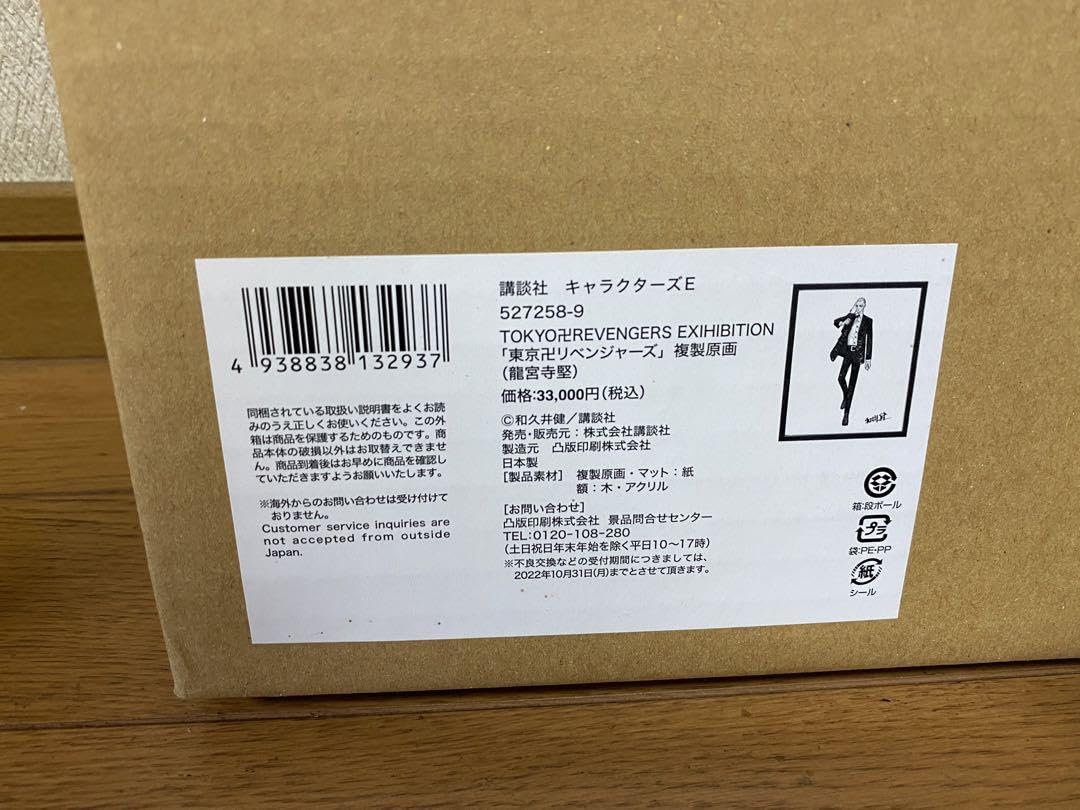 4 938838 132937
同梱されている取扱い説明書をよくお読
みのうえ正しくお使いください。この外
箱は商品を保護するためのものです。商
品本体の破損以外はお取替えできませ
ん。商品到着後はお早めに商品を確認し
ていただきますようお願いいたします。
※海外からのお問い合わせは受け付けて
おりません。
Customer service inquiries are
not accepted from outside
Japan.
講談社 キャラクターズE
527258-9
TOKYO卍REVENGERS EXIHIBITION
「東京卍リベンジャーズ」複製原画
(龍宮寺堅)
価格:33,000円(税込)
©和久井健/講談社
発売・販売元：株式会社講談社
製造元 凸版印刷株式会社
日本製
[製品素材] 複製原画・マット：紙
額：木・アクリル
[お問い合わせ]
凸版印刷株式会社 景品問合せセンター
TEL:0120-108-280
(土日祝日年末年始を除く平日10～17時)
※不良交換などの受付期間につきましては、
2022年10月31日(月)までとさせて頂きます。
箱:段ボール
プラ
袋:PE・PP
紙
シール